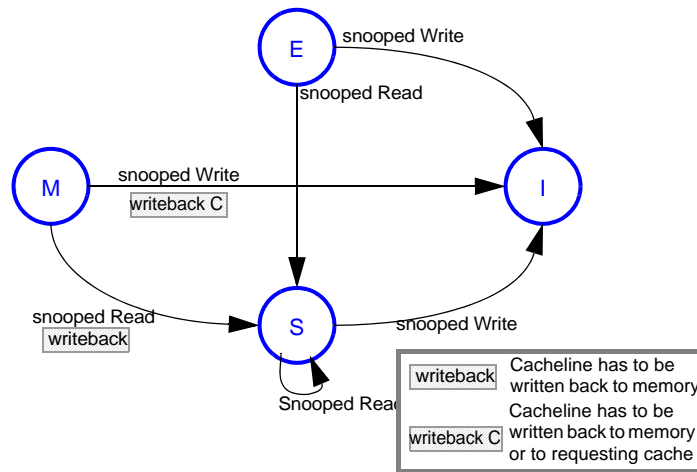 snooped Write
E
snooped Read
snooped Write
M
I
writeback C
snooped Read
writeback
S
snooped Write
Snooped Read
writeback
Cacheline has to be
written back to memory
writeback C
Cacheline has to be
written back to memory
or to requesting cache